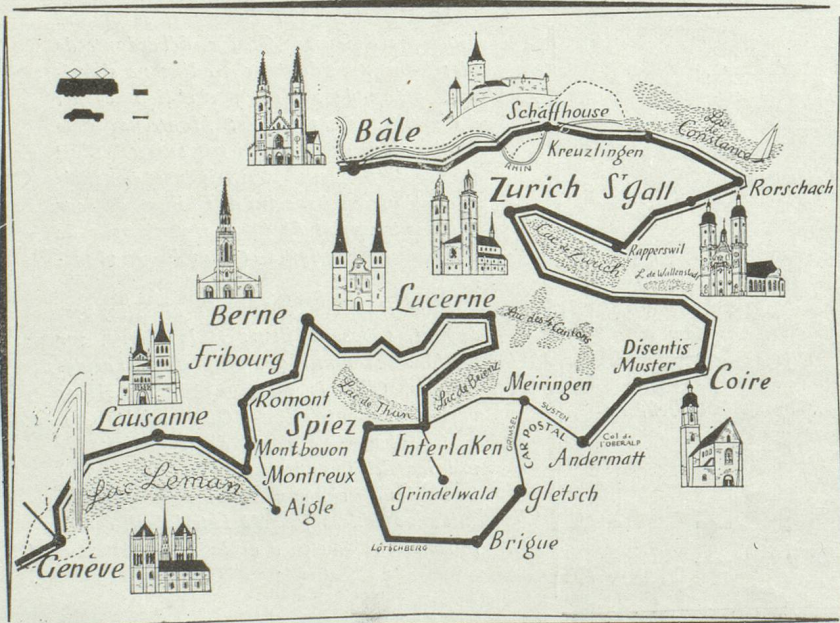 Bâle
Schaffhouse
Lac de Constance
Kreuzlingen
RHIN
Zurich
St Gall
Rorschach
Rapperswil
Lac de Zurich
L. de Wallenstadt
Lucerne
Berne
Lac des 4 Cantons
Fribourg
Disentis
Muster
Coire
Meiringen
Lac de Brienz
Lac de Thun
Romont
Lausanne
Spiez
SUSTEN
GRIMSEL
CAR POSTAL
Col de
l'OBERALP
Interlaken
Andermatt
Montbovon
Montreux
Lac Leman
Grindelwald
Gletsch
Aigle
LÖTSCHBERG
Brigue
Genève